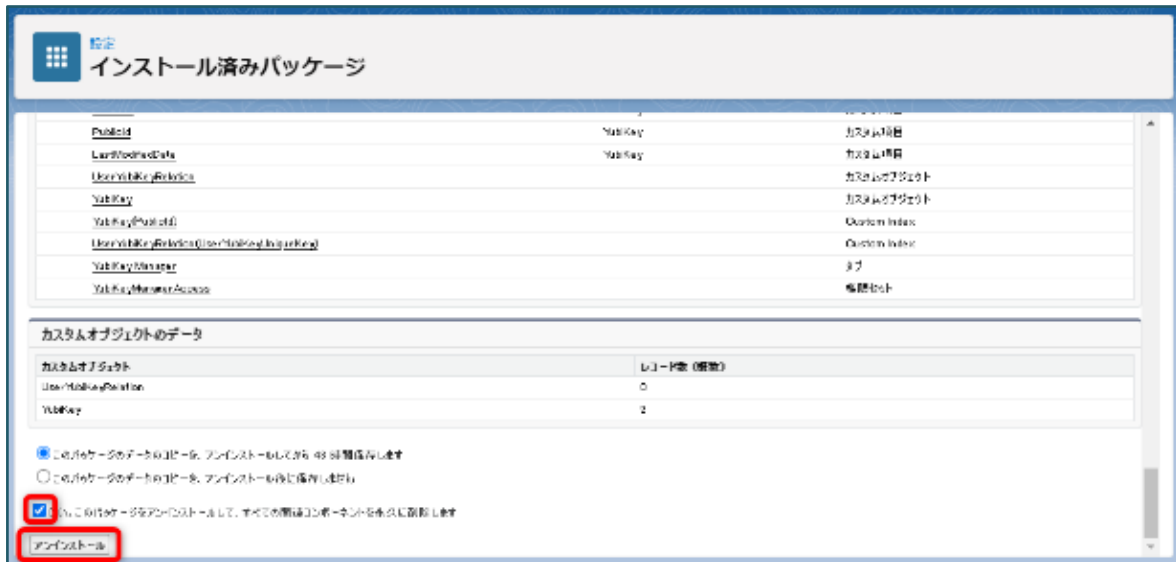 設定
インストール済みパッケージ
PublicId YubiKey カスタム項目
LastModifiedDate YubiKey カスタム項目
UserYubiKeyRelation カスタムオブジェクト
YubiKey カスタムオブジェクト
YubiKey(PublicId) Custom Index
UserYubiKeyRelation(UserYubiKeyUniqueKey) Custom Index
YubiKey Manager タブ
YubiKeyManagerAccess 権限セット
カスタムオブジェクトのデータ
カスタムオブジェクト レコード数 (概数)
UserYubiKeyRelation 0
YubiKey 2
このパッケージのデータのコピーを、アンインストールしてから 48 時間保存します
このパッケージのデータのコピーを、アンインストール後に保存しません
はい。このパッケージをアンインストールして、すべての関連コンポーネントを永久に削除します
アンインストール